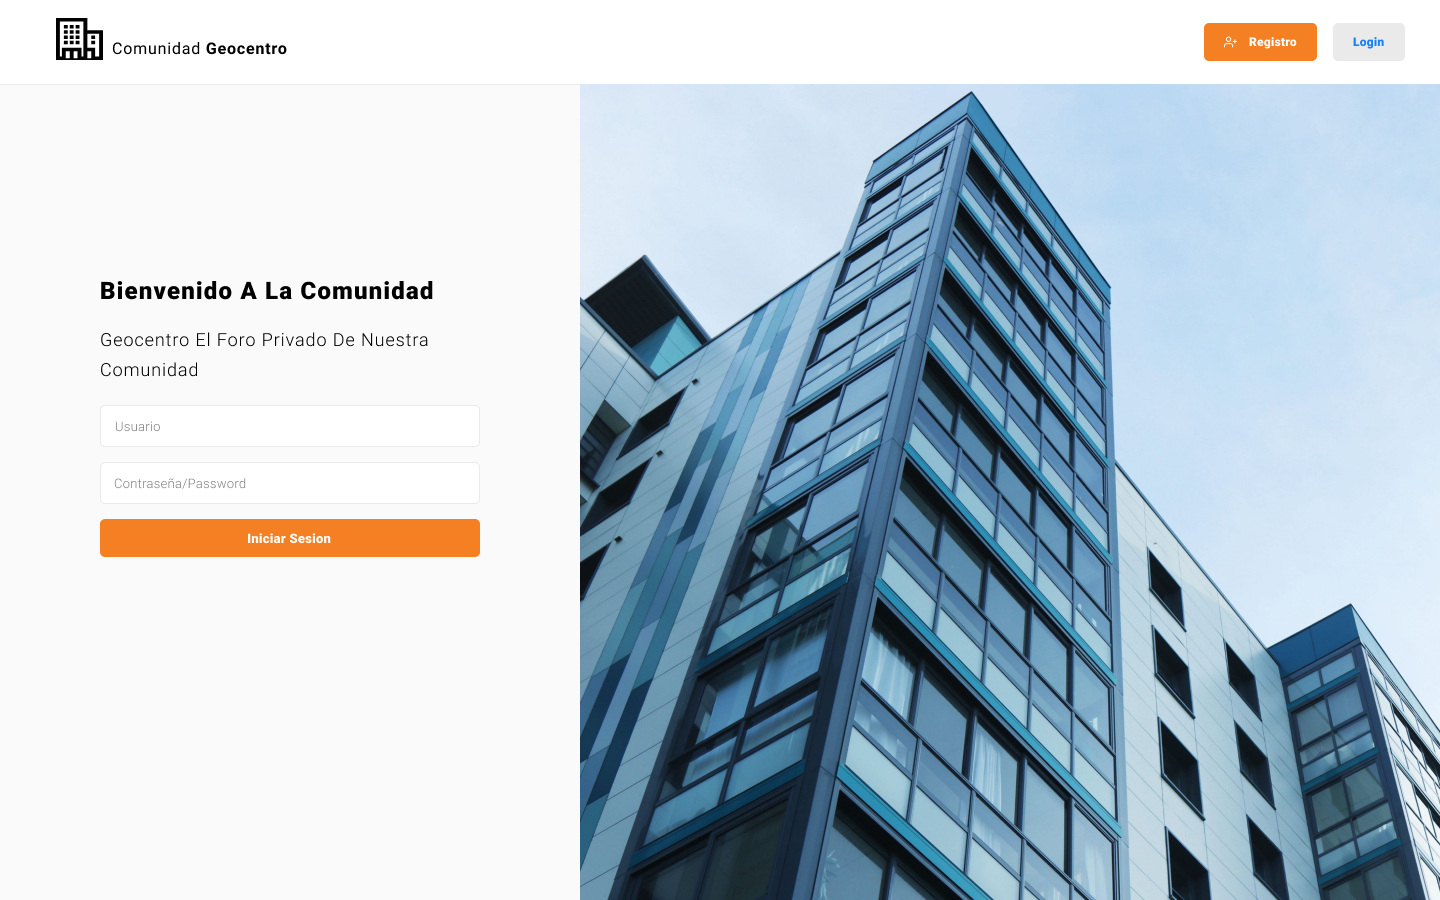 Comunidad Geocentro
Registro
Login
Bienvenido A La Comunidad
Geocentro El Foro Privado De Nuestra
Comunidad
Usuario
Contraseña/Password
Iniciar Sesion